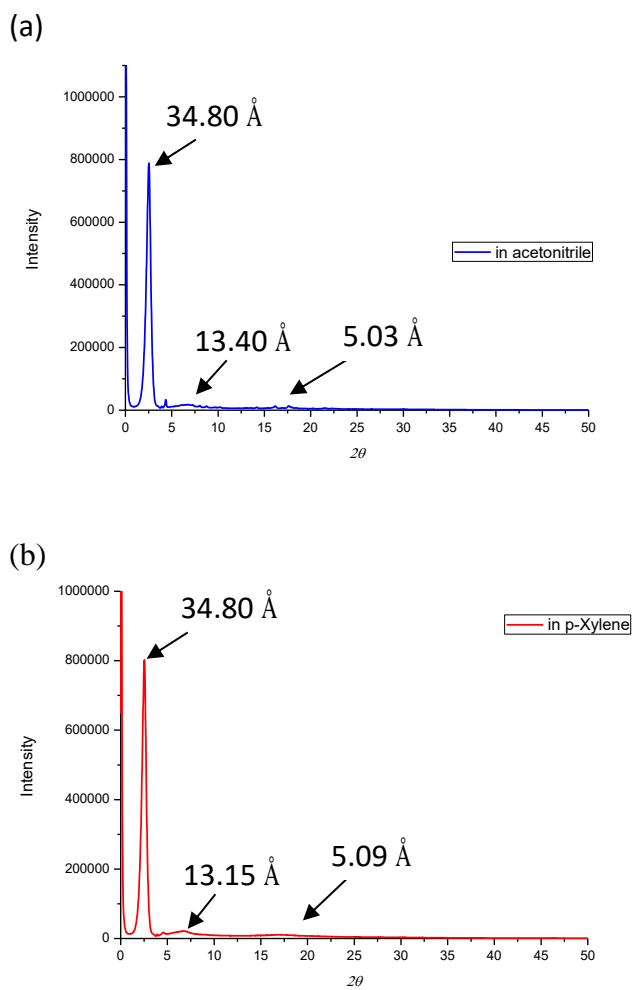 (a)
34.80 Å
1000000
800000
in acetonitrile
Intensity
600000
400000
13.40 Å
5.03 Å
200000
0
0 5 10 15 20 25 30 35 40 45 50
2θ
(b)
1000000
34.80 Å
in p-Xylene
800000
Intensity
600000
400000
13.15 Å
5.09 Å
200000
0
0 5 10 15 20 25 30 35 40 45 50
2θ